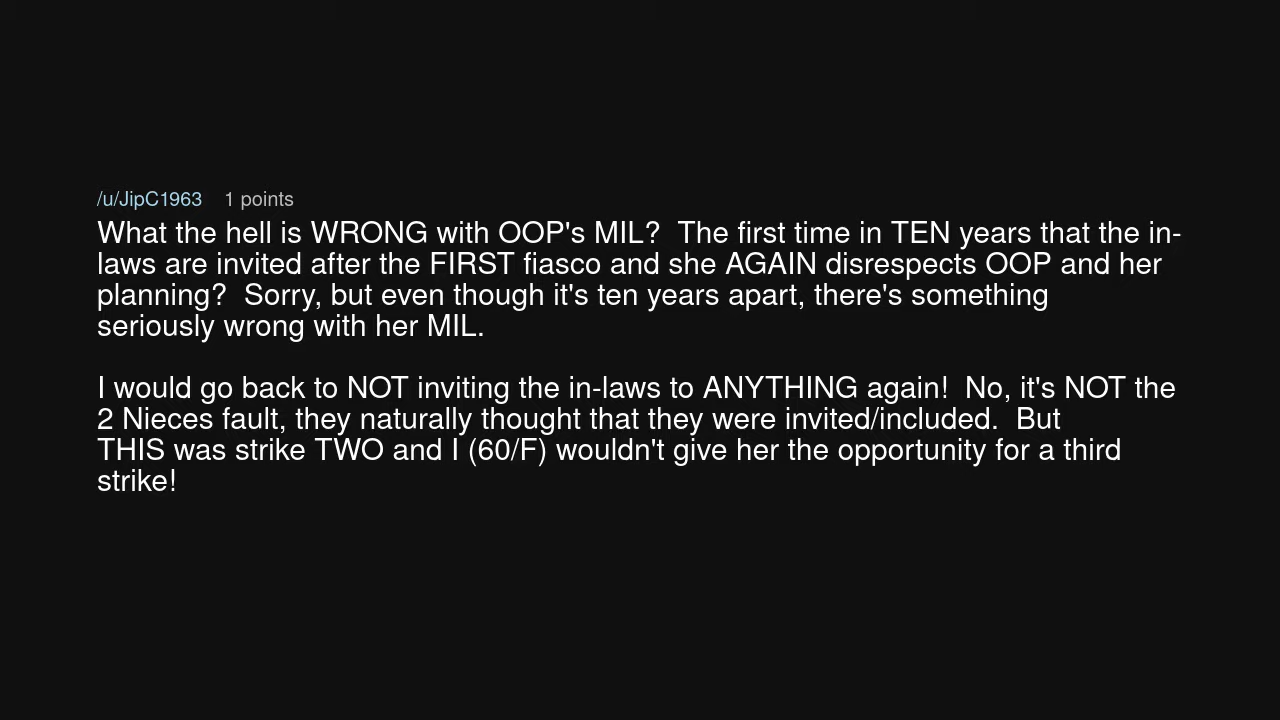 /u/JipC1963 1 points
What the hell is WRONG with OOP's MIL?  The first time in TEN years that the in-
laws are invited after the FIRST fiasco and she AGAIN disrespects OOP and her
planning?  Sorry, but even though it's ten years apart, there's something
seriously wrong with her MIL.
I would go back to NOT inviting the in-laws to ANYTHING again!  No, it's NOT the
2 Nieces fault, they naturally thought that they were invited/included.  But
THIS was strike TWO and I (60/F) wouldn't give her the opportunity for a third
strike!